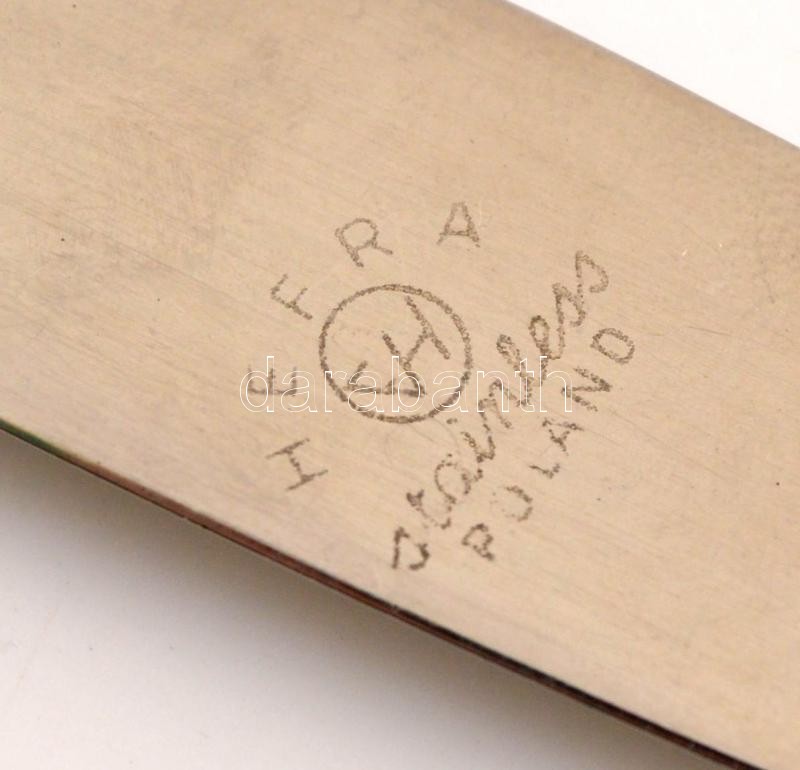 HEFRA
stainless
POLAND
darabanth